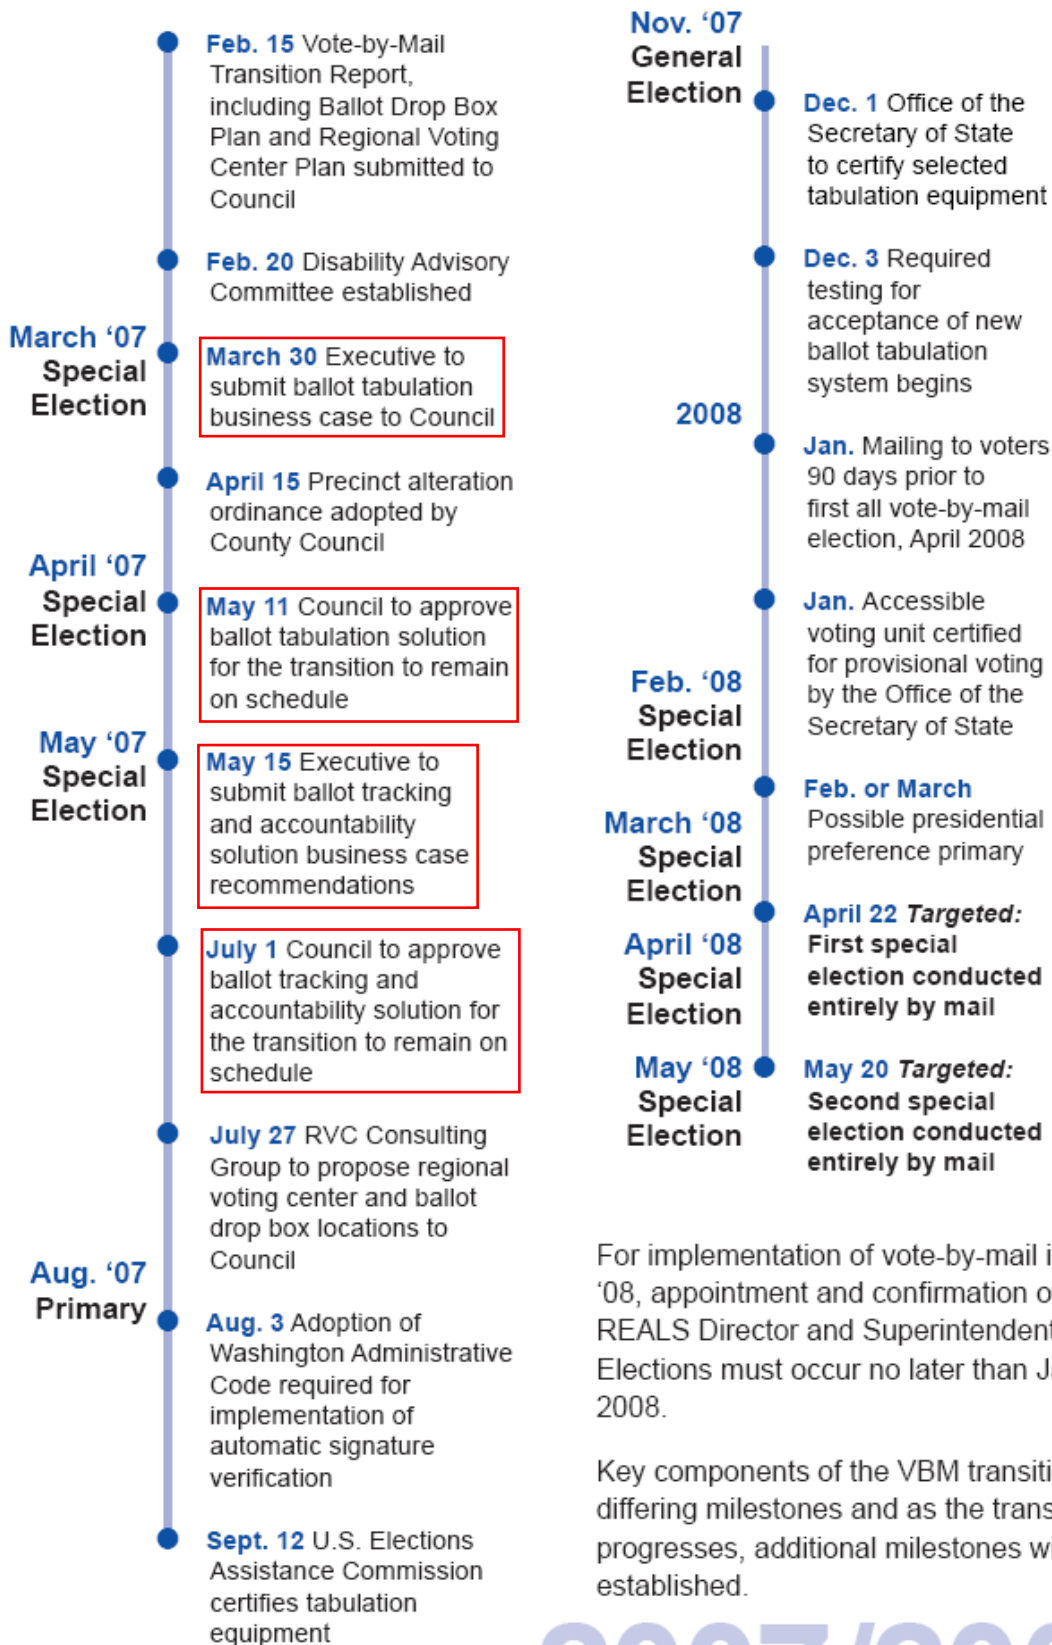 Feb. 15 Vote-by-Mail
Transition Report,
including Ballot Drop Box
Plan and Regional Voting
Center Plan submitted to
Council
Feb. 20 Disability Advisory
Committee established
March ‘07
Special
Election
March 30 Executive to
submit ballot tabulation
business case to Council
April 15 Precinct alteration
ordinance adopted by
County Council
April ‘07
Special
Election
May 11 Council to approve
ballot tabulation solution
for the transition to remain
on schedule
May ‘07
Special
Election
May 15 Executive to
submit ballot tracking
and accountability
solution business case
recommendations
July 1 Council to approve
ballot tracking and
accountability solution for
the transition to remain on
schedule
July 27 RVC Consulting
Group to propose regional
voting center and ballot
drop box locations to
Council
Aug. ‘07
Primary
Aug. 3 Adoption of
Washington Administrative
Code required for
implementation of
automatic signature
verification
Sept. 12 U.S. Elections
Assistance Commission
certifies tabulation
equipment
Nov. ‘07
General
Election
Dec. 1 Office of the
Secretary of State
to certify selected
tabulation equipment
Dec. 3 Required
testing for
acceptance of new
ballot tabulation
system begins
2008
Jan. Mailing to voters
90 days prior to
first all vote-by-mail
election, April 2008
Jan. Accessible
voting unit certified
for provisional voting
by the Office of the
Secretary of State
Feb. ‘08
Special
Election
Feb. or March
Possible presidential
preference primary
March ‘08
Special
Election
April 22 Targeted:
First special
election conducted
entirely by mail
April ‘08
Special
Election
May ‘08
Special
Election
May 20 Targeted:
Second special
election conducted
entirely by mail
For implementation of vote-by-mail
‘08, appointment and confirmation
REALS Director and Superintendent
Elections must occur no later than
2008.
Key components of the VBM
differing milestones and as the
progresses, additional milestones
established.